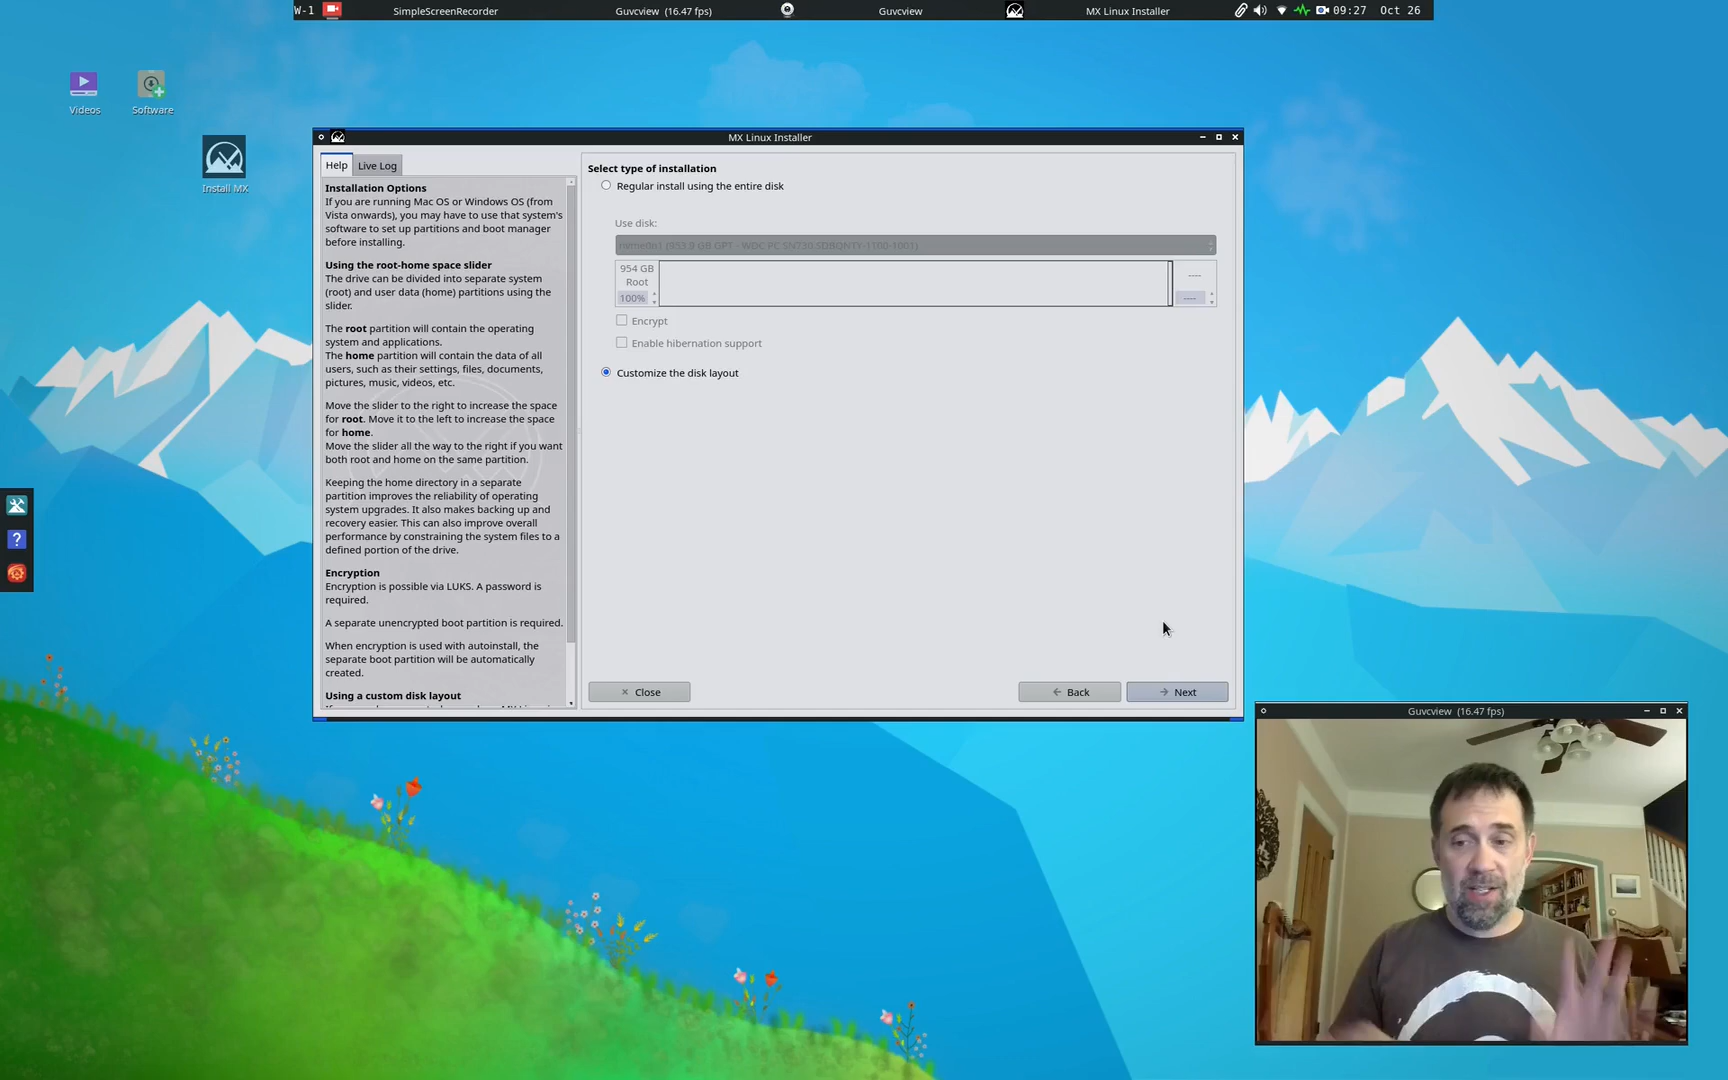 W-1
SimpleScreenRecorder
Guvcview (16.47 fps)
Guvcview
MX Linux Installer
09:27 Oct 26
Videos
Software
Install MX
MX Linux Installer
Help
Live Log
Installation Options
If you are running Mac OS or Windows OS (from
Vista onwards), you may have to use that system's
software to set up partitions and boot manager
before installing.
Using the root-home space slider
The drive can be divided into separate system
(root) and user data (home) partitions using the
slider.
The root partition will contain the operating
system and applications.
The home partition will contain the data of all
users, such as their settings, files, documents,
pictures, music, videos, etc.
Move the slider to the right to increase the space
for root. Move it to the left to increase the space
for home.
Move the slider all the way to the right if you want
both root and home on the same partition.
Keeping the home directory in a separate
partition improves the reliability of operating
system upgrades. It also makes backing up and
recovery easier. This can also improve overall
performance by constraining the system files to a
defined portion of the drive.
Encryption
Encryption is possible via LUKS. A password is
required.
A separate unencrypted boot partition is required.
When encryption is used with autoinstall, the
separate boot partition will be automatically
created.
Using a custom disk layout
Select type of installation
Regular install using the entire disk
Use disk:
954 GB
Root
100%
----
----
Encrypt
Enable hibernation support
Customize the disk layout
Close
Back
Next
Guvcview (16.47 fps)